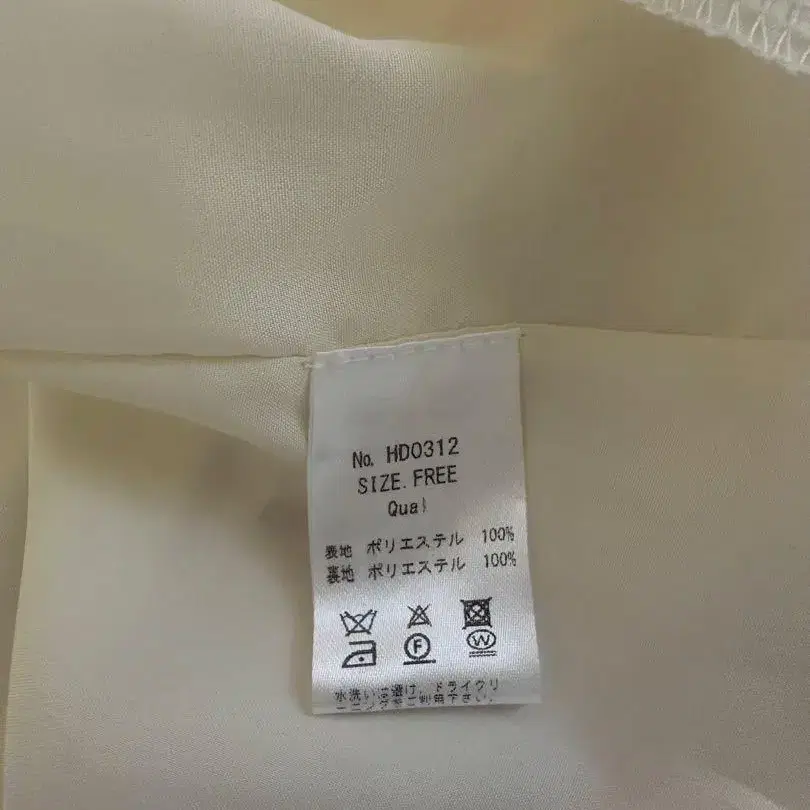 No. HD0312
SIZE. FREE
Qual
表地 ポリエステル 100%
裏地 ポリエステル 100%
F W
水洗いは避け、ドライクリ
ーニングをご利用下さい。